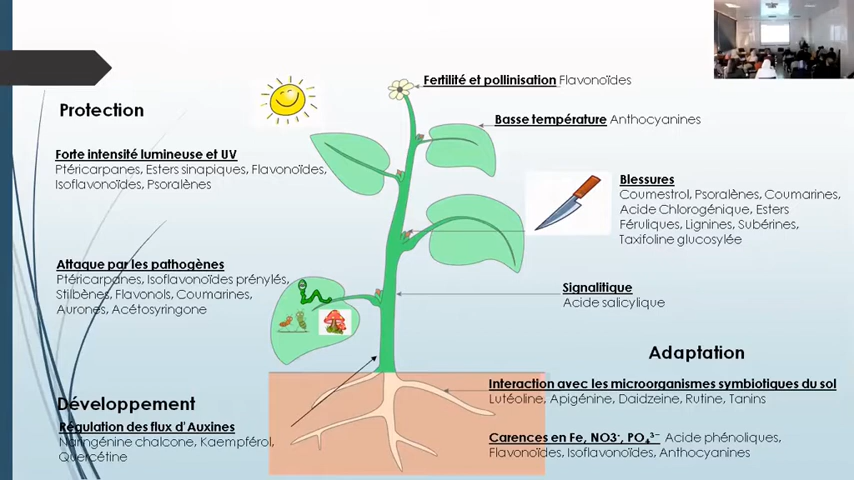 Fertilité et pollinisation Flavonoïdes
Protection
Basse température Anthocyanines
Forte intensité lumineuse et UV
Ptéricarpanes, Esters sinapiques, Flavonoïdes,
Isoflavonoïdes, Psoralènes
Blessures
Coumestrol, Psoralènes, Coumarines,
Acide Chlorogénique, Esters
Féruliques, Lignines, Subérines,
Taxifoline glucosylée
Attaque par les pathogènes
Ptéricarpanes, Isoflavonoïdes prénylés,
Stilbènes, Flavonols, Coumarines,
Aurones, Acétosyringone
Signalitique
Acide salicylique
Adaptation
Interaction avec les microorganismes symbiotiques du sol
Lutéoline, Apigénine, Daidzeine, Rutine, Tanins
Développement
Régulation des flux d'Auxines
Naringénine chalcone, Kaempférol,
Quercétine
Carences en Fe, NO3⁻, PO₄³⁻ Acide phénoliques,
Flavonoïdes, Isoflavonoïdes, Anthocyanines